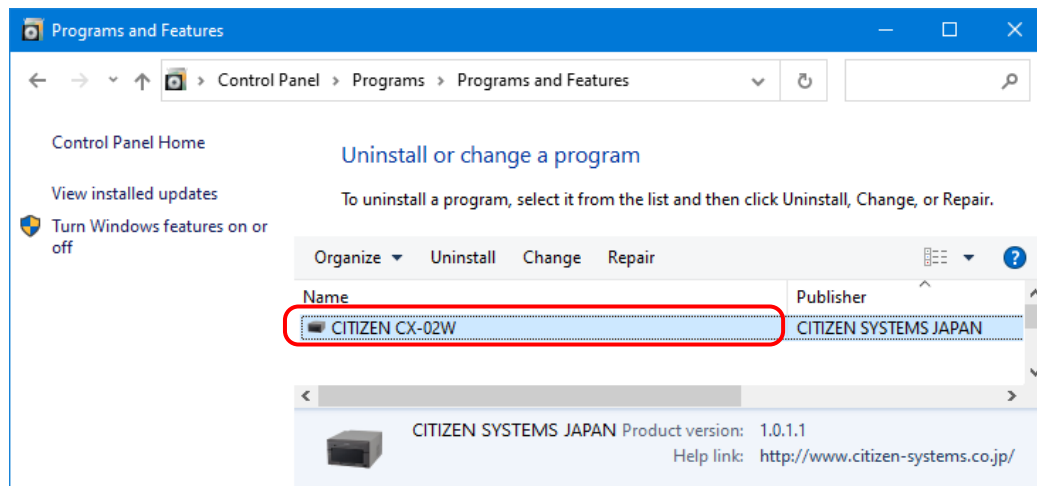 Programs and Features
Control Panel > Programs > Programs and Features
Control Panel Home
Uninstall or change a program
View installed updates
To uninstall a program, select it from the list and then click Uninstall, Change, or Repair.
Turn Windows features on or
off
Organize Uninstall Change Repair
Name Publisher
CITIZEN CX-02W CITIZEN SYSTEMS JAPAN
CITIZEN SYSTEMS JAPAN Product version: 1.0.1.1
Help link: http://www.citizen-systems.co.jp/